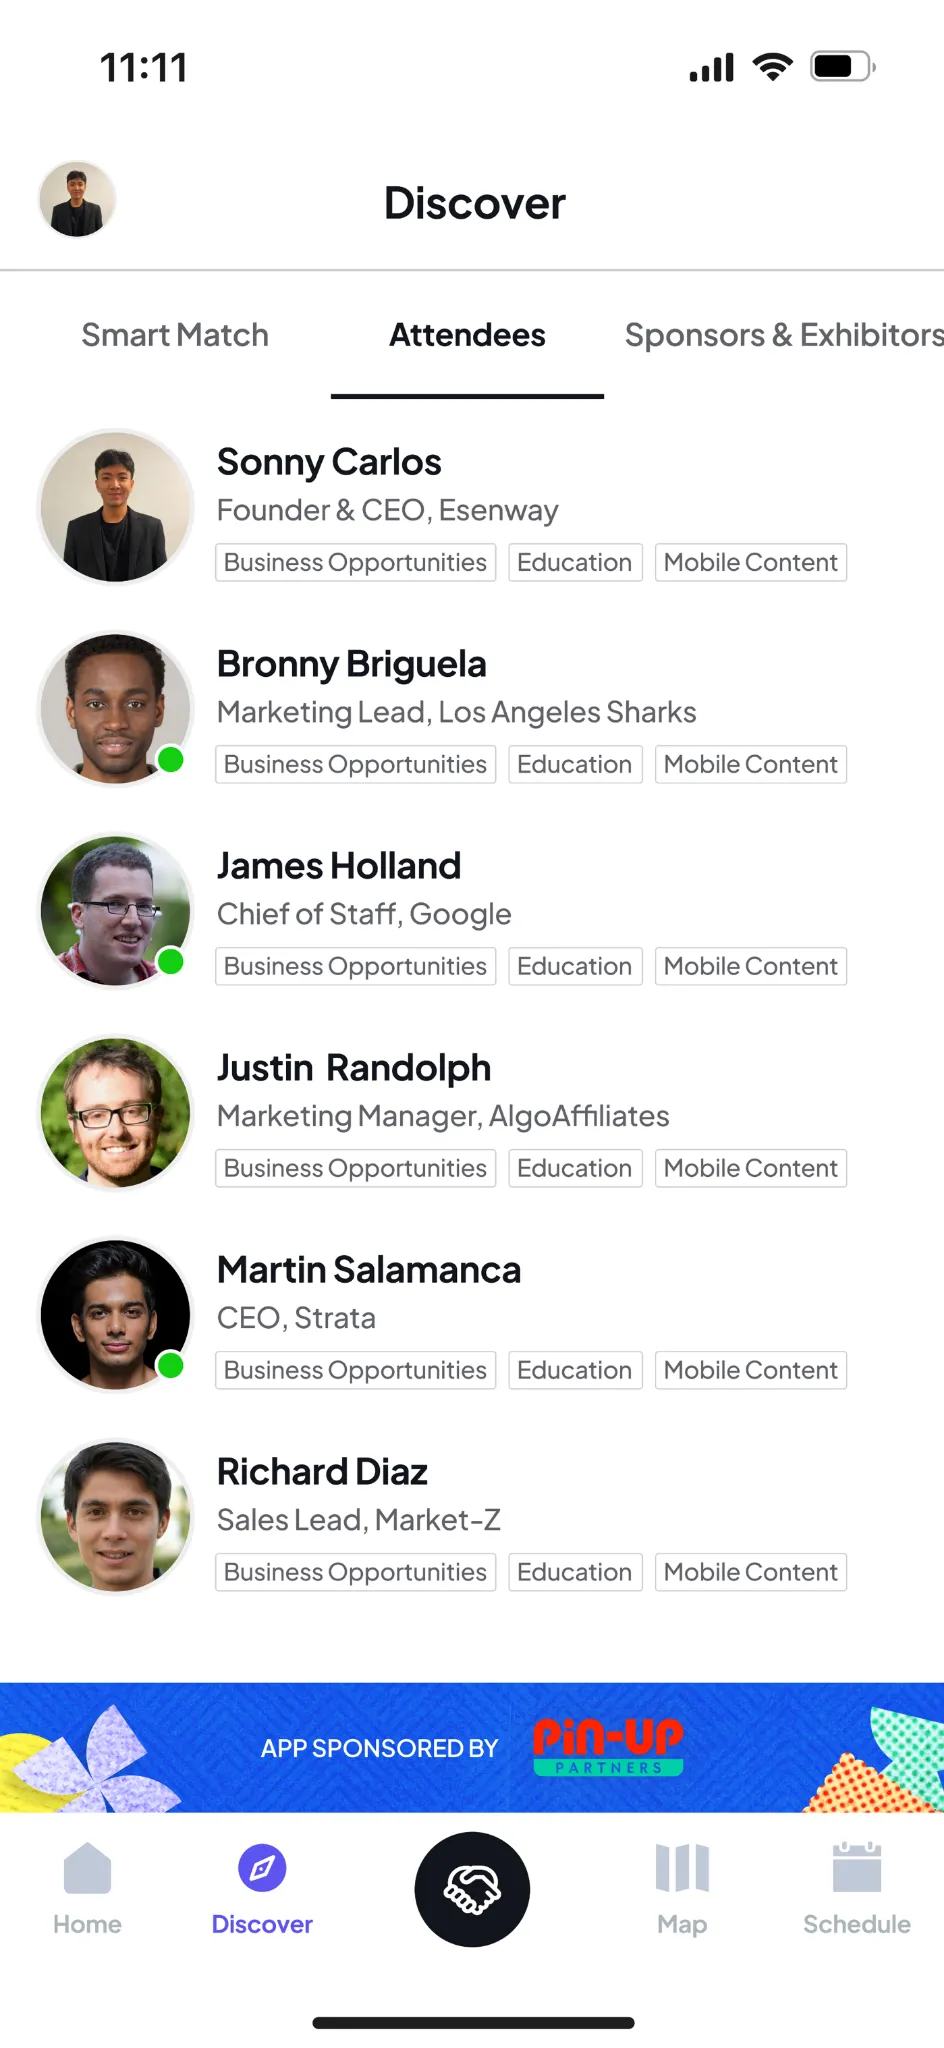 11:11
Discover
Smart Match
Attendees
Sponsors & Exhibitors
Sonny Carlos
Founder & CEO, Esenway
Business Opportunities
Education
Mobile Content
Bronny Briguela
Marketing Lead, Los Angeles Sharks
Business Opportunities
Education
Mobile Content
James Holland
Chief of Staff, Google
Business Opportunities
Education
Mobile Content
Justin Randolph
Marketing Manager, AlgoAffiliates
Business Opportunities
Education
Mobile Content
Martin Salamanca
CEO, Strata
Business Opportunities
Education
Mobile Content
Richard Diaz
Sales Lead, Market-Z
Business Opportunities
Education
Mobile Content
APP SPONSORED BY
PiN-UP
PARTNERS
Home
Discover
Map
Schedule